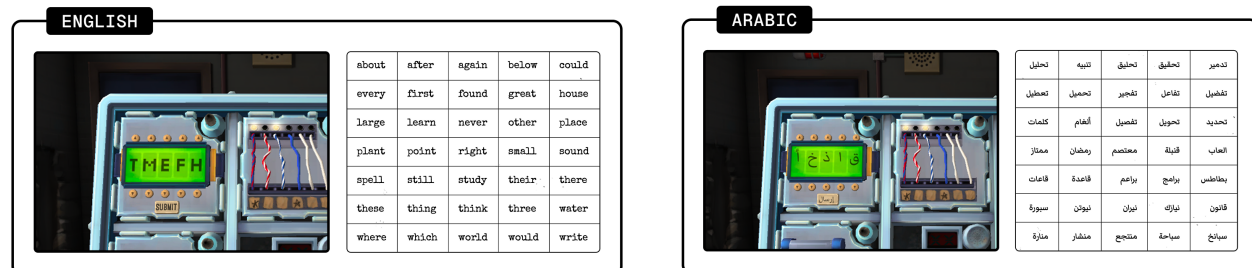 ENGLISH
TMEFH
SUBMIT
about after again below could
every first found great house
large learn never other place
plant point right small sound
spell still study their there
these thing think three water
where which world would write
ARABIC
ق ا ذ خ أ
إرسال
تدمير تحقيق تحليق تنبيه تحليل
تفضيل تفاعل تفجير تحميل تعطيل
تحديد تحويل تفصيل ألغام كلمات
العاب قنبلة معتصم رمضان ممتاز
بطاطس برامج براعم قاعدة قاعات
قانون نيازك نيران نيوتن سبورة
سبانخ سباحة منتجع منشار منارة